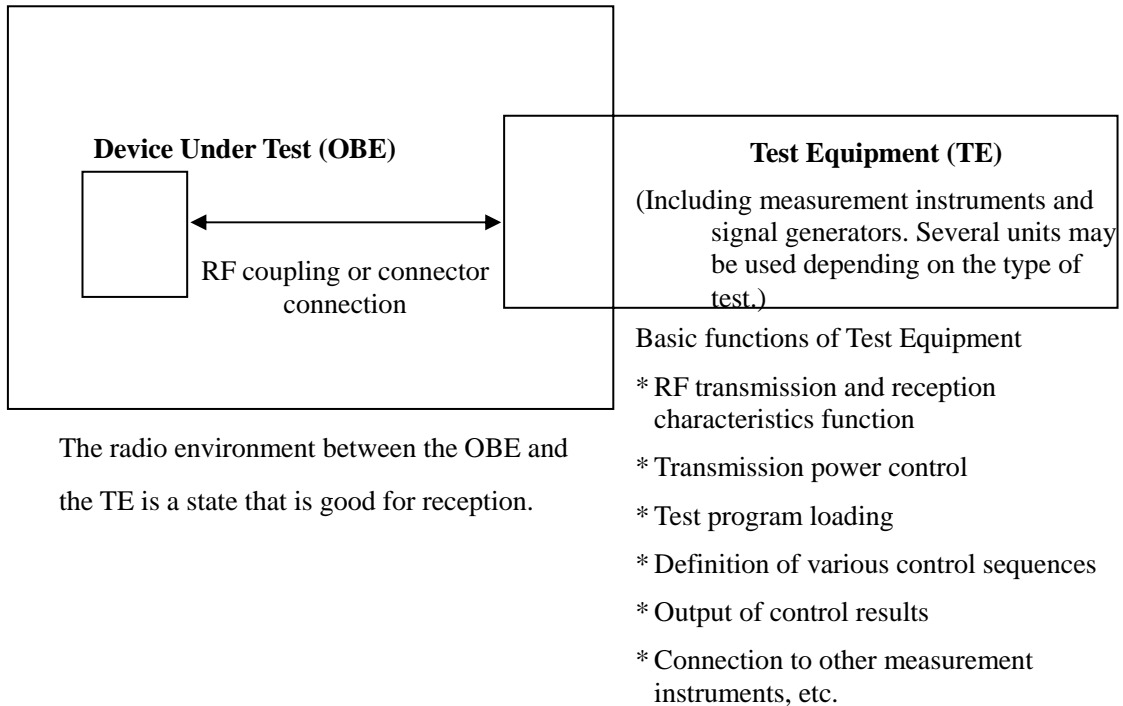 Device Under Test (OBE)
RF coupling or connector
connection
Test Equipment (TE)
(Including measurement instruments and
signal generators. Several units may
be used depending on the type of
test.)
Basic functions of Test Equipment
* RF transmission and reception
characteristics function
* Transmission power control
* Test program loading
* Definition of various control sequences
* Output of control results
* Connection to other measurement
instruments, etc.
The radio environment between the OBE and
the TE is a state that is good for reception.